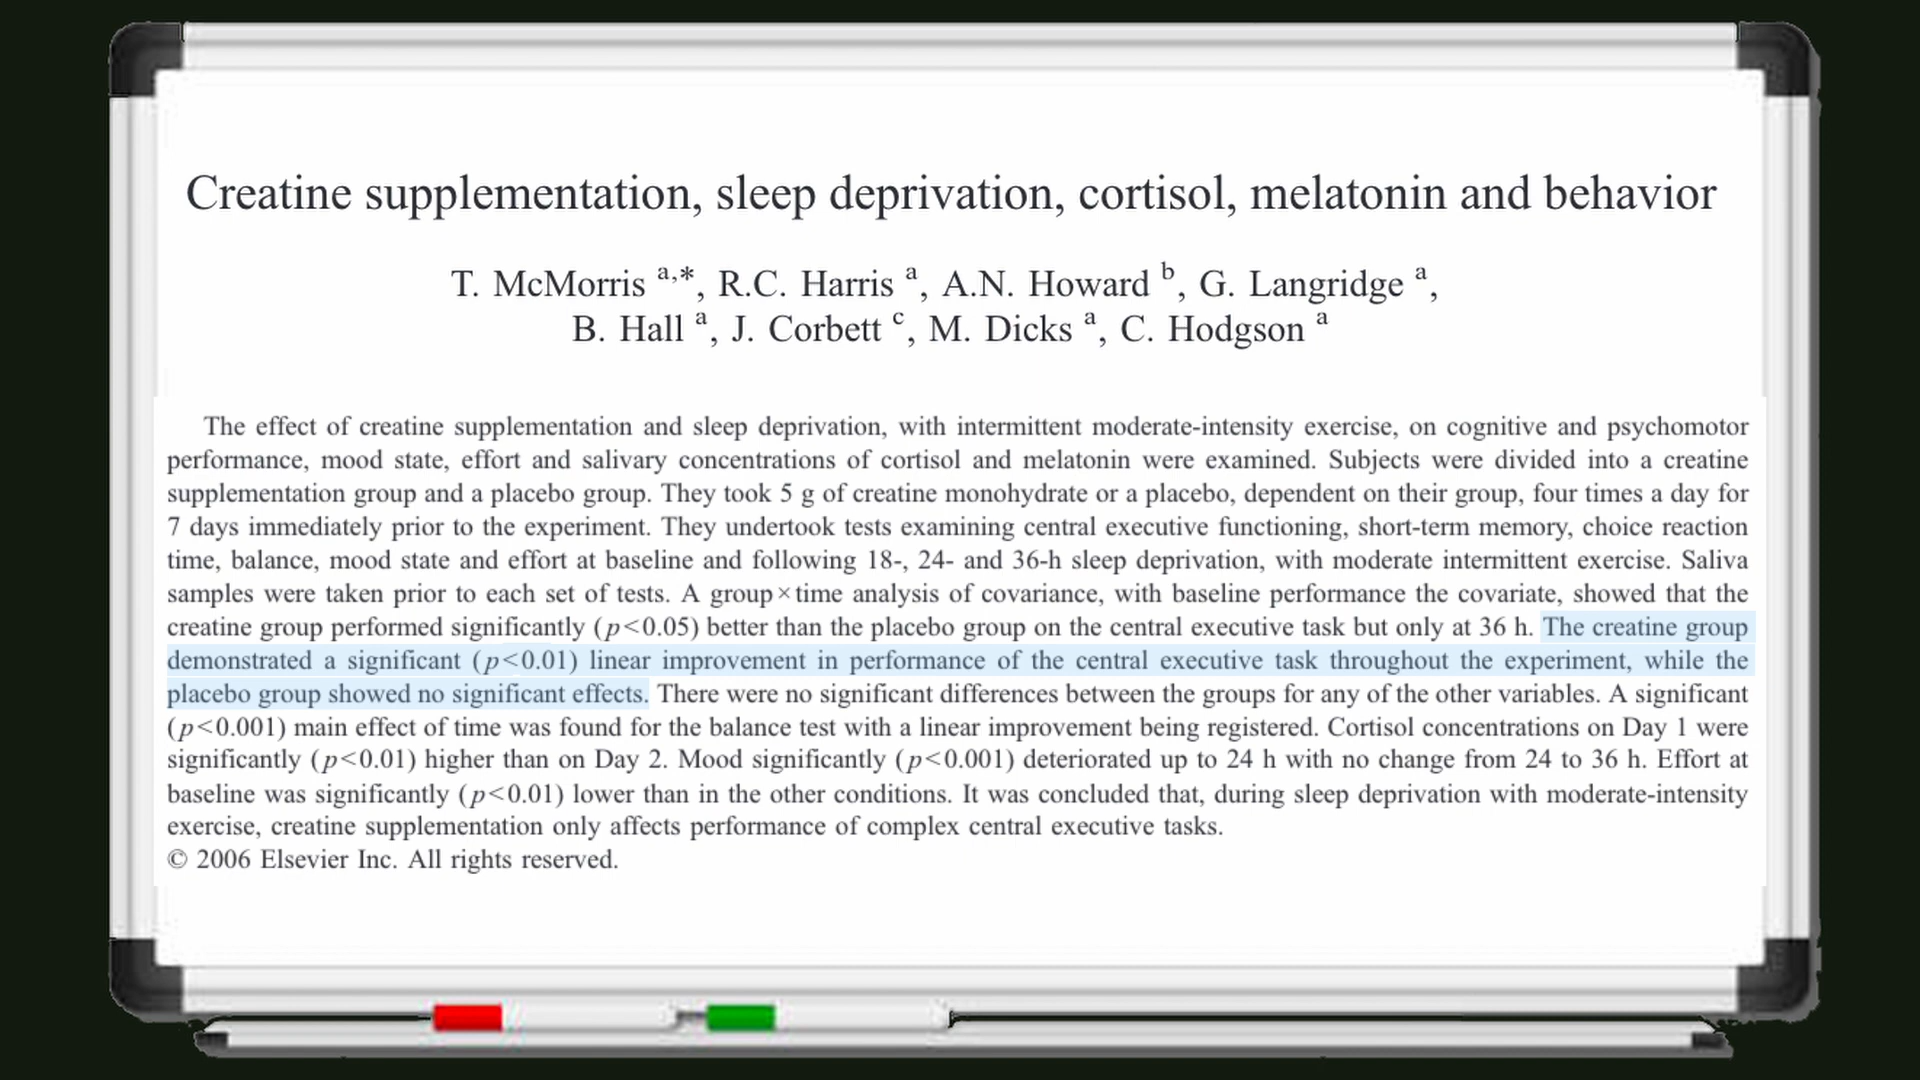 Creatine supplementation, sleep deprivation, cortisol, melatonin and behavior
T. McMorris a,*, R.C. Harris a, A.N. Howard b, G. Langridge a,
B. Hall a, J. Corbett c, M. Dicks a, C. Hodgson a
The effect of creatine supplementation and sleep deprivation, with intermittent moderate-intensity exercise, on cognitive and psychomotor
performance, mood state, effort and salivary concentrations of cortisol and melatonin were examined. Subjects were divided into a creatine
supplementation group and a placebo group. They took 5 g of creatine monohydrate or a placebo, dependent on their group, four times a day for
7 days immediately prior to the experiment. They undertook tests examining central executive functioning, short-term memory, choice reaction
time, balance, mood state and effort at baseline and following 18-, 24- and 36-h sleep deprivation, with moderate intermittent exercise. Saliva
samples were taken prior to each set of tests. A group×time analysis of covariance, with baseline performance the covariate, showed that the
creatine group performed significantly (p<0.05) better than the placebo group on the central executive task but only at 36 h. The creatine group
demonstrated a significant (p<0.01) linear improvement in performance of the central executive task throughout the experiment, while the
placebo group showed no significant effects. There were no significant differences between the groups for any of the other variables. A significant
(p<0.001) main effect of time was found for the balance test with a linear improvement being registered. Cortisol concentrations on Day 1 were
significantly (p<0.01) higher than on Day 2. Mood significantly (p<0.001) deteriorated up to 24 h with no change from 24 to 36 h. Effort at
baseline was significantly (p<0.01) lower than in the other conditions. It was concluded that, during sleep deprivation with moderate-intensity
exercise, creatine supplementation only affects performance of complex central executive tasks.
© 2006 Elsevier Inc. All rights reserved.